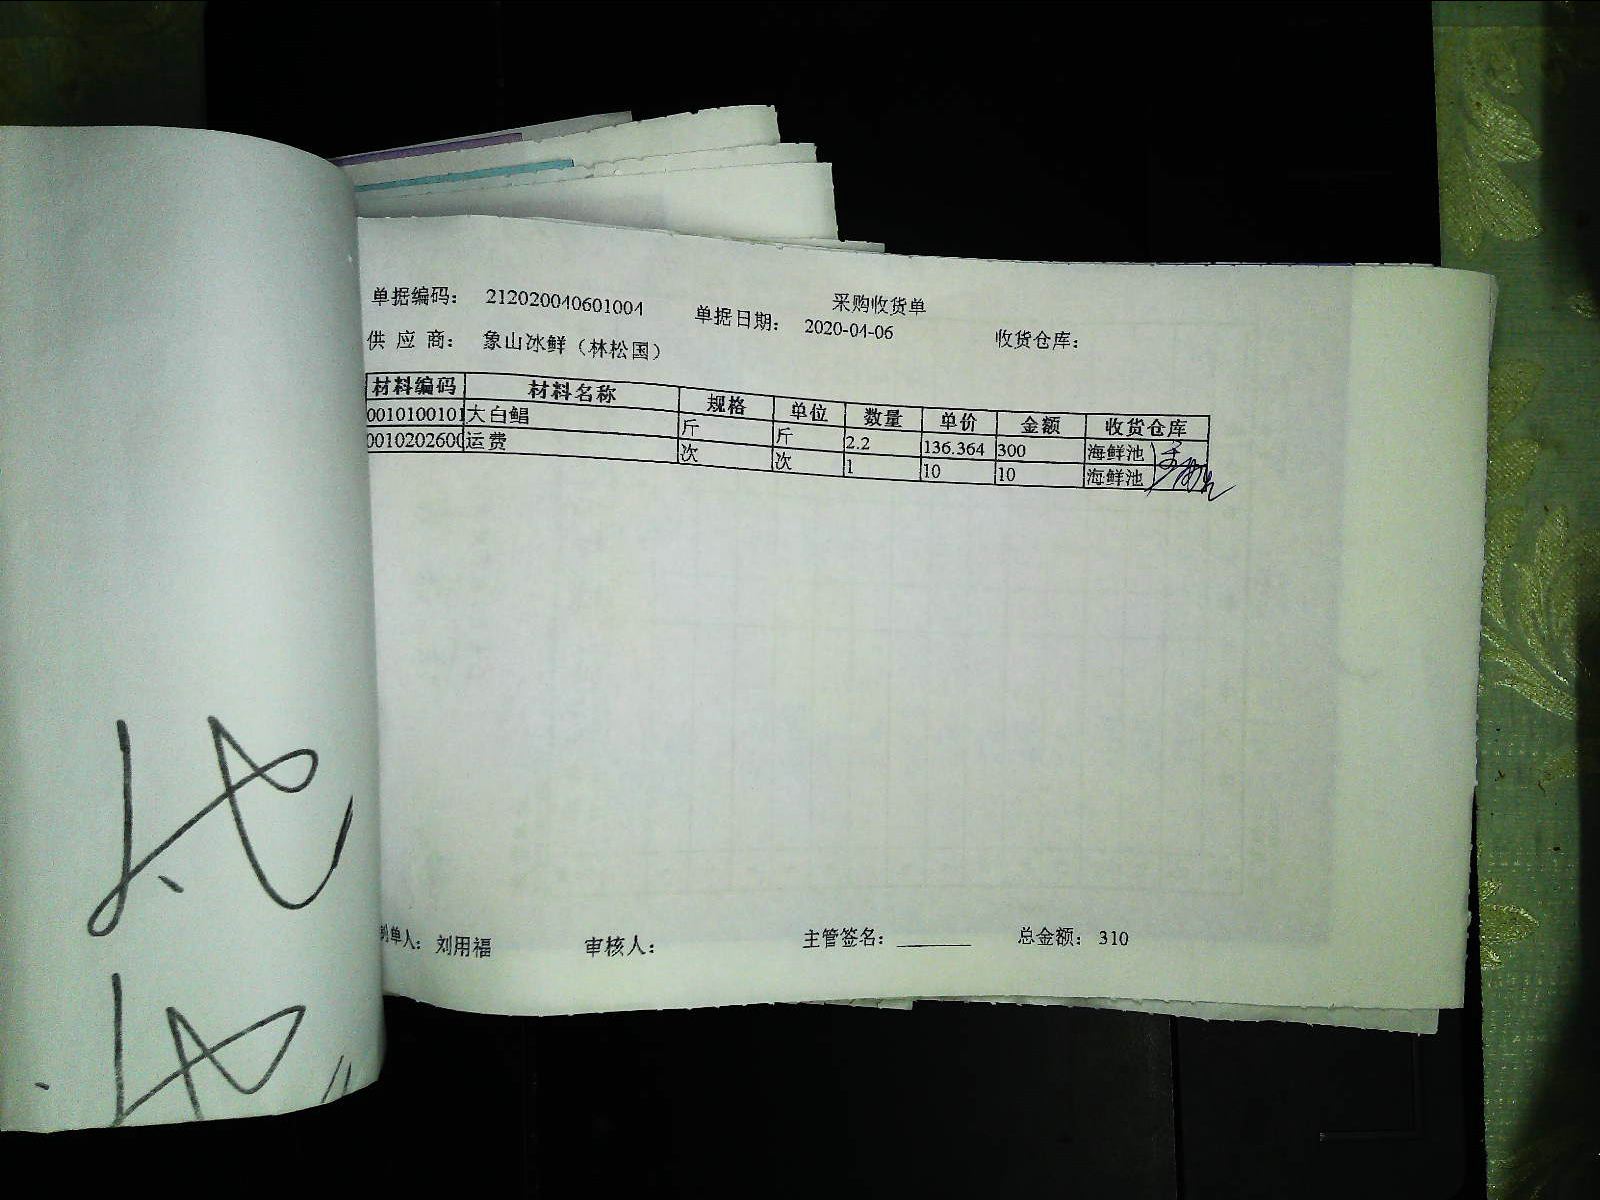 采购收货单
单据编码： 212020040601004 单据日期： 2020-04-06 收货仓库：
供 应 商： 象山冰鲜（林松国）
材料编码 材料名称 规格 单位 数量 单价 金额 收货仓库
0010100101 大白鲳 斤 斤 2.2 136.364 300 海鲜池
0010202600 运费 次 次 1 10 10 海鲜池
制单人： 刘用福 审核人： 主管签名： ______ 总金额： 310